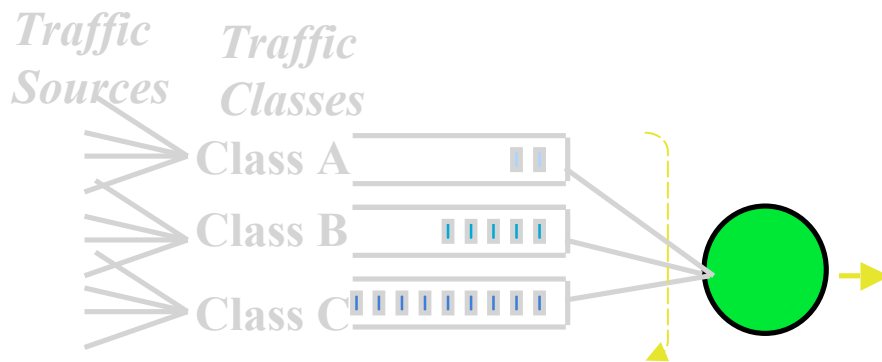 Traffic
Sources
Traffic
Classes
Class A
Class B
Class C